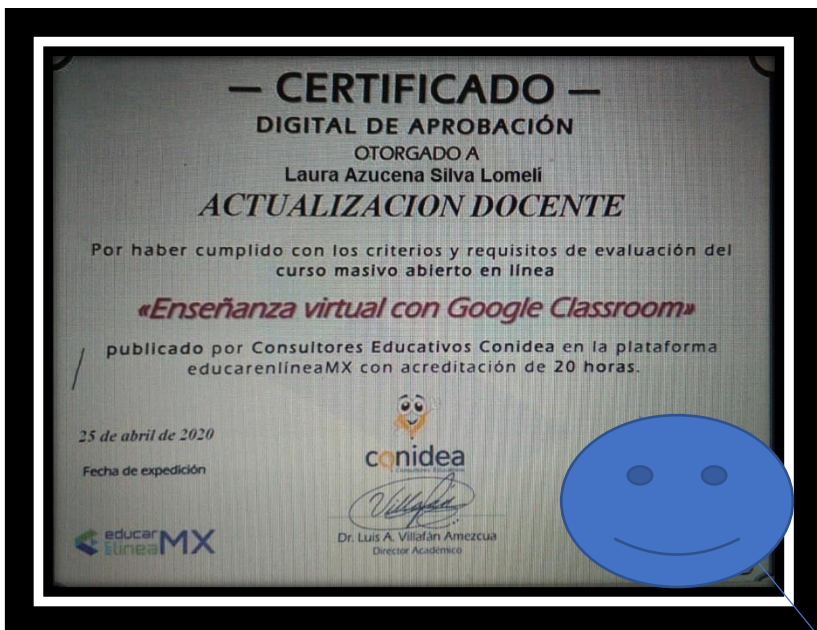 — CERTIFICADO —
DIGITAL DE APROBACIÓN
OTORGADO A
Laura Azucena Silva Lomelí
ACTUALIZACION DOCENTE
Por haber cumplido con los criterios y requisitos de evaluación del
curso masivo abierto en línea
«Enseñanza virtual con Google Classroom»
publicado por Consultores Educativos Conidea en la plataforma
educarenlíneaMX con acreditación de 20 horas.
25 de abril de 2020
Fecha de expedición
conidea
Consultores Educativos
Villafán
Dr. Luis A. Villafán Amezcua
Director Académico
educar
en línea MX